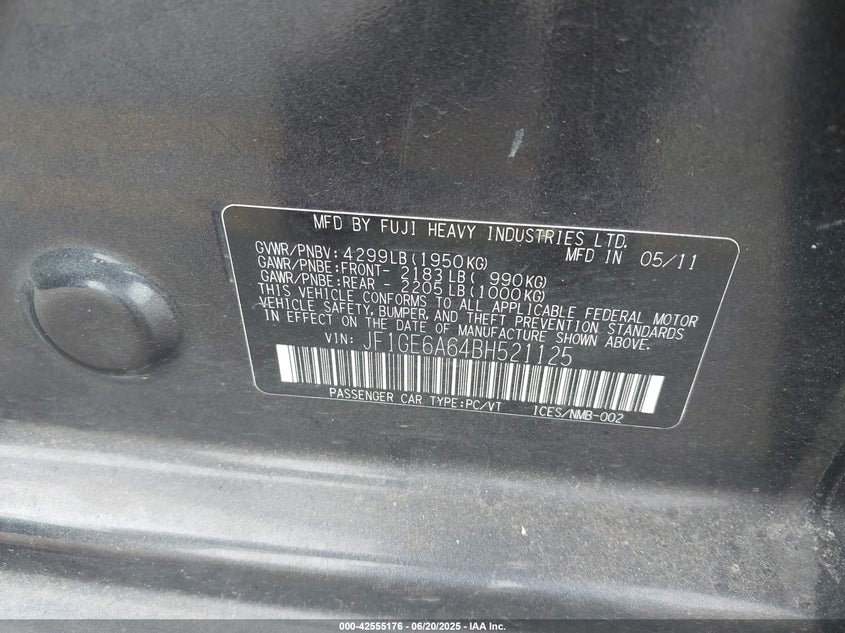 MFD BY FUJI HEAVY INDUSTRIES LTD.
GVWR/PNBV: 4299LB(1950KG) MFD IN 05/11
GAWR/PNBE:FRONT- 2183LB( 990KG)
GAWR/PNBE:REAR - 2205LB(1000KG)
THIS VEHICLE CONFORMS TO ALL APPLICABLE FEDERAL MOTOR
VEHICLE SAFETY, BUMPER, AND THEFT PREVENTION STANDARDS
IN EFFECT ON THE DATE OF MANUFACTURE SHOWN ABOVE.
VIN: JF1GE6A64BH521125
PASSENGER CAR TYPE:PC/VT ICES/NMB-002
000-42555176 - 06/20/2025 - IAA Inc.